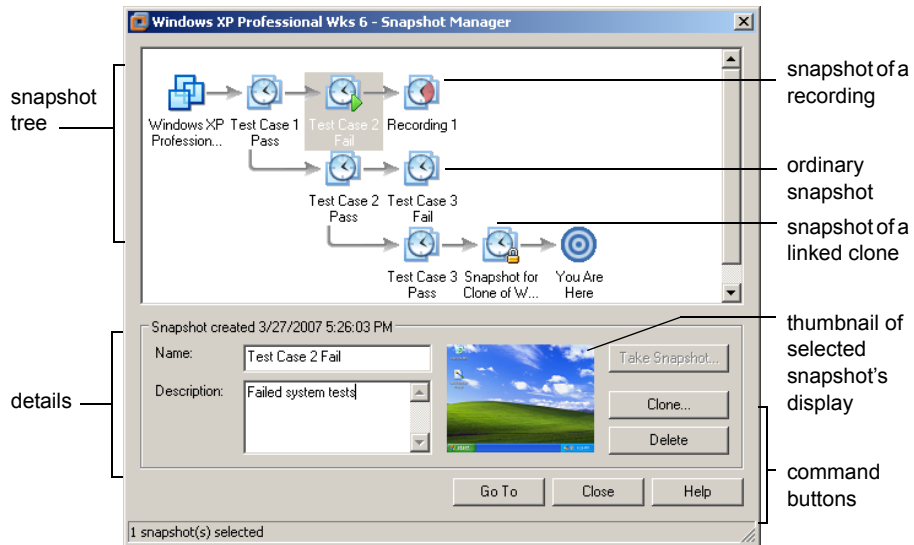 Windows XP Professional Wks 6 - Snapshot Manager
snapshot
tree
Windows XP
Profession...
Test Case 1
Pass
Test Case 2
Fail
Recording 1
Test Case 2
Pass
Test Case 3
Fail
Test Case 3
Pass
Snapshot for
Clone of W...
You Are
Here
snapshot of a
recording
ordinary
snapshot
snapshot of a
linked clone
thumbnail of
selected
snapshot's
display
details
Snapshot created 3/27/2007 5:26:03 PM
Name:
Test Case 2 Fail
Description:
Failed system tests
Take Snapshot...
Clone...
Delete
Go To
Close
Help
command
buttons
1 snapshot(s) selected